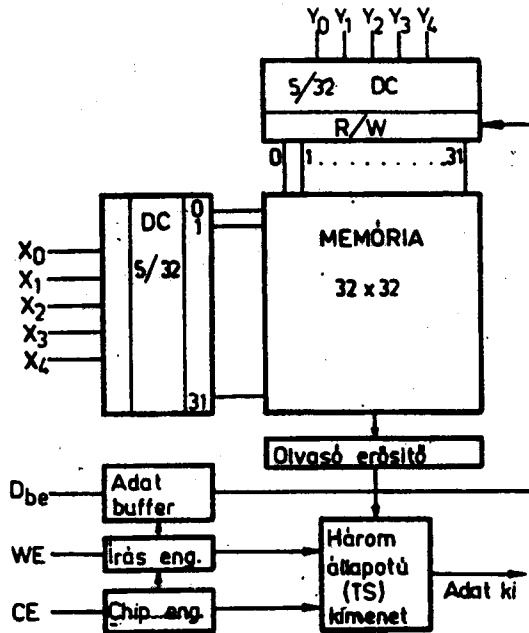 Y0 Y1 Y2 Y3 Y4
5/32 DC
R/W
0 1 . . . . . . . . 31
DC
5/32
0
1
31
X0
X1
X2
X3
X4
MEMÓRIA
32 x 32
Olvasó erősítő
Dbe
Adat
buffer
WE
Írás eng.
CE
Chip eng.
Három
állapotú
(TS)
kimenet
Adat ki